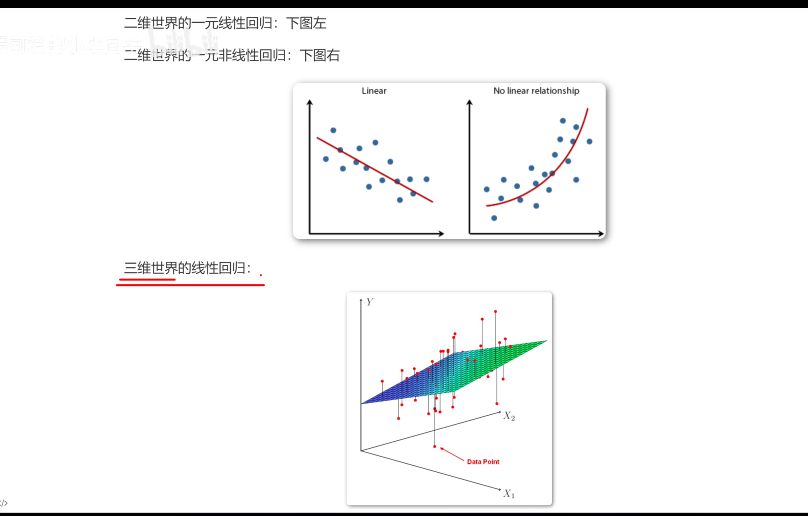 二维世界的一元线性回归：下图左
二维世界的一元非线性回归：下图右
Linear
No linear relationship
三维世界的线性回归：
Y
X₂
Data Point
X₁
/>